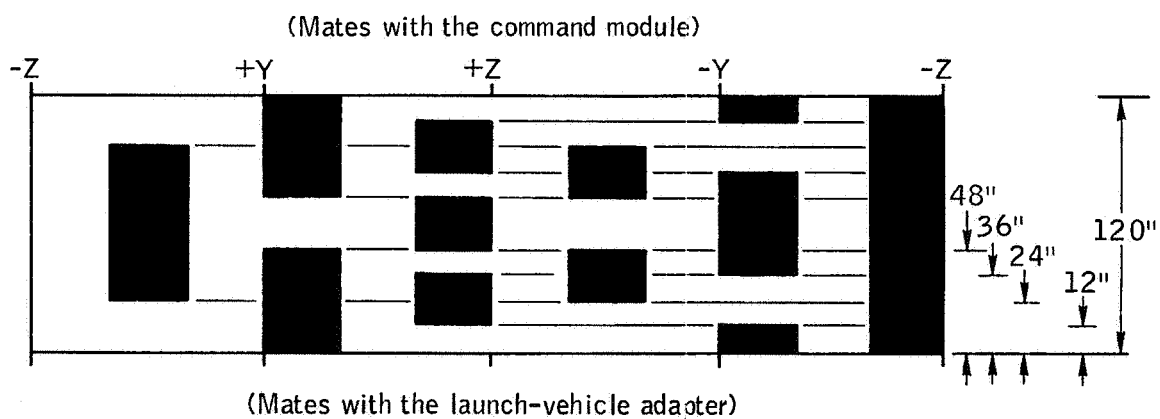 (Mates with the command module)
-Z +Y +Z -Y -Z
48"
36"
120"
24"
12"
(Mates with the launch-vehicle adapter)